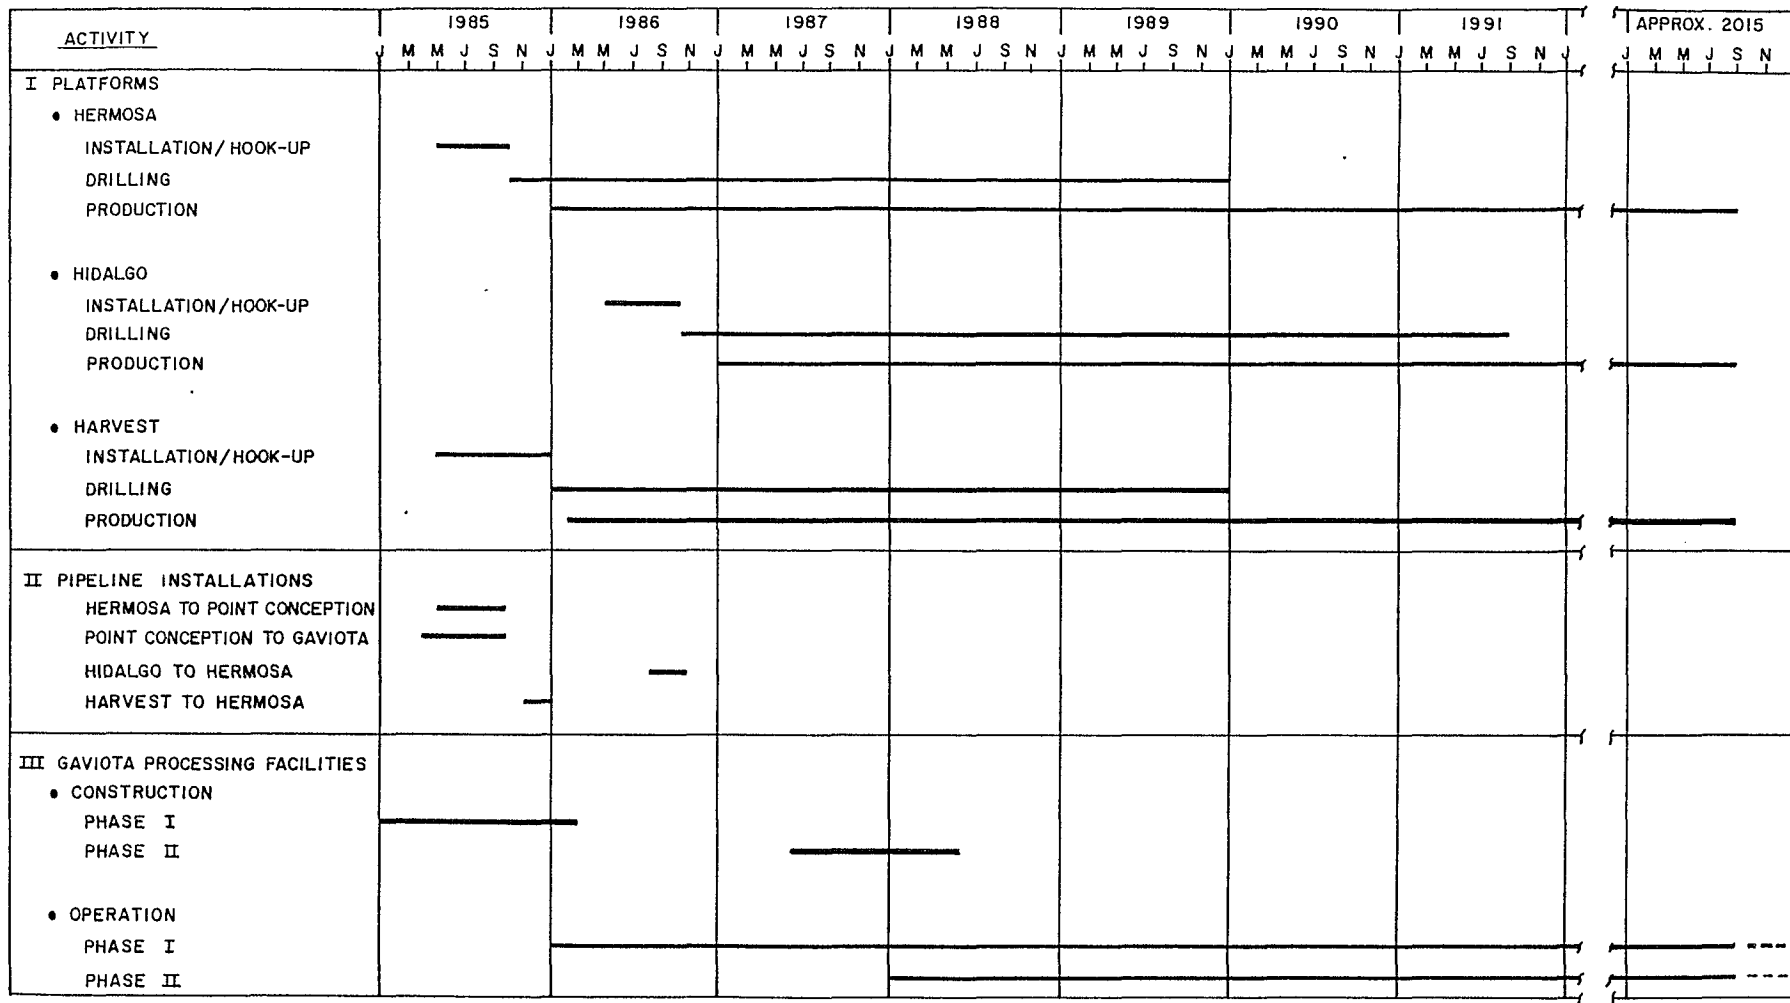 1985 1986 1987 1988 1989 1990 1991 APPROX. 2015
ACTIVITY
J M M J S N J M M J S N J M M J S N J M M J S N J M M J S N J M M J S N J M M J S N J J M M J S N
I PLATFORMS
• HERMOSA
INSTALLATION/HOOK-UP
DRILLING
PRODUCTION
• HIDALGO
INSTALLATION/HOOK-UP
DRILLING
PRODUCTION
• HARVEST
INSTALLATION/HOOK-UP
DRILLING
PRODUCTION
II PIPELINE INSTALLATIONS
HERMOSA TO POINT CONCEPTION
POINT CONCEPTION TO GAVIOTA
HIDALGO TO HERMOSA
HARVEST TO HERMOSA
III GAVIOTA PROCESSING FACILITIES
• CONSTRUCTION
PHASE I
PHASE II
• OPERATION
PHASE I
PHASE II